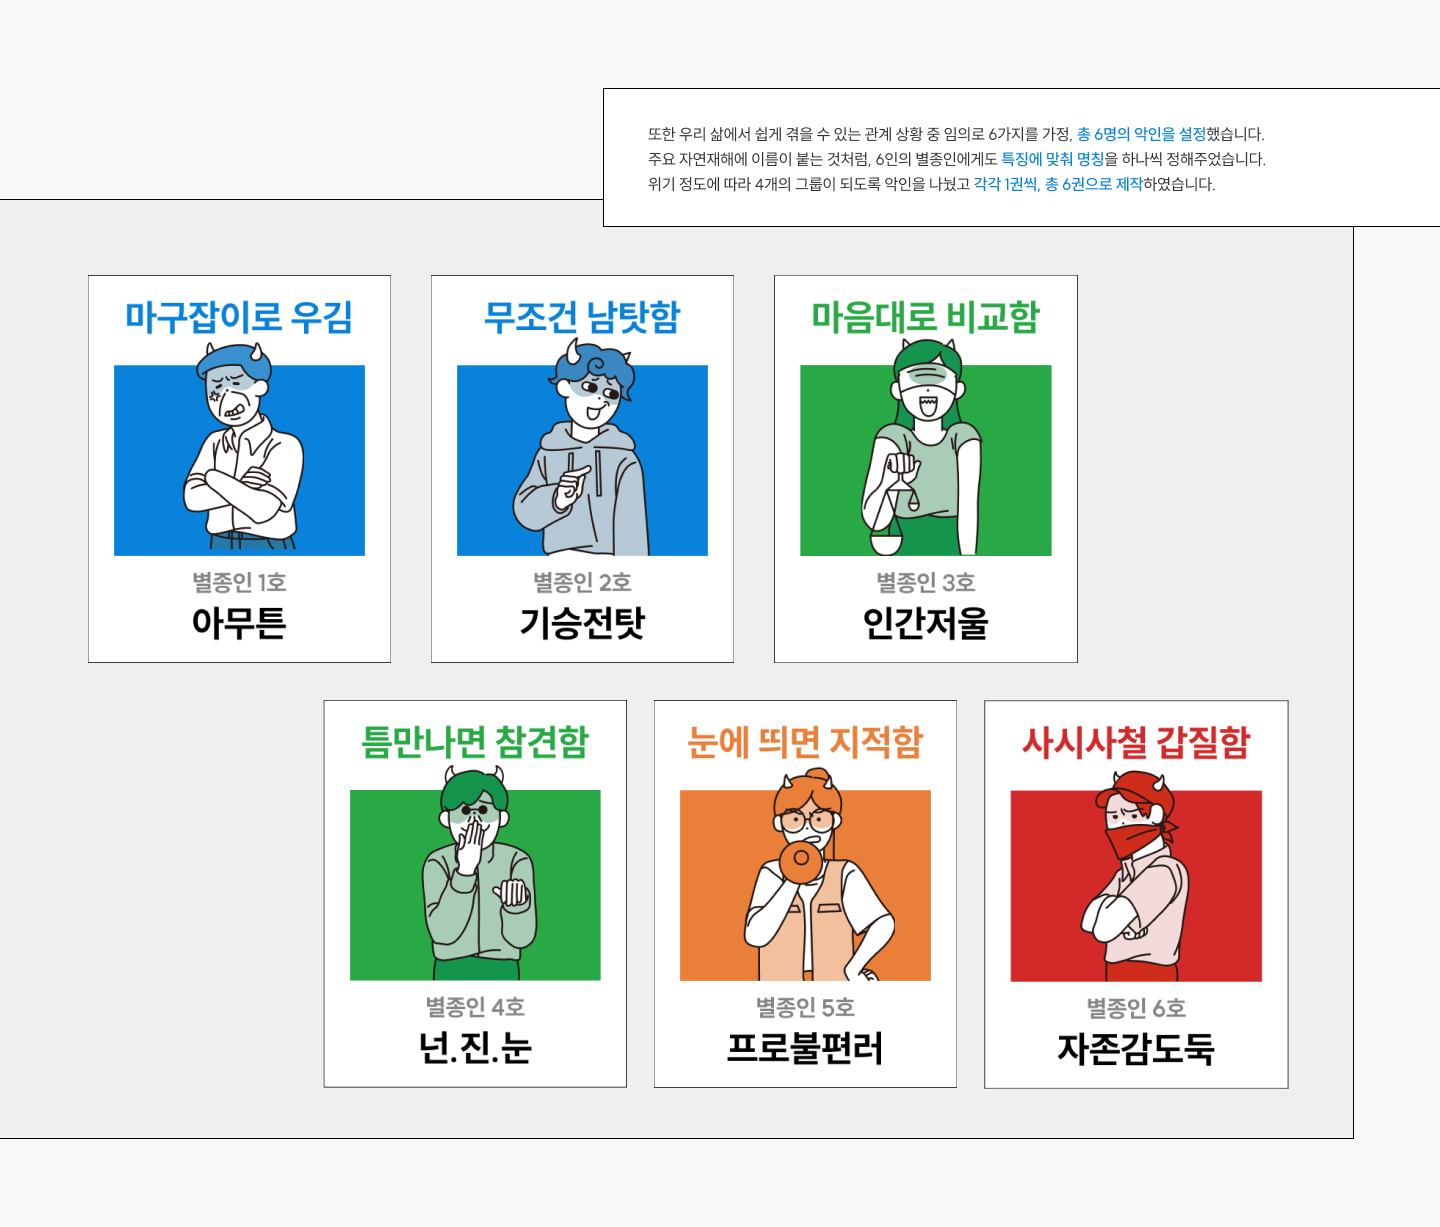 또한 우리 삶에서 쉽게 겪을 수 있는 관계 상황 중 임의로 6가지를 가정, 총 6명의 악인을 설정했습니다.
주요 자연재해에 이름이 붙는 것처럼, 6인의 별종인에게도 특징에 맞춰 명칭을 하나씩 정해주었습니다.
위기 정도에 따라 4개의 그룹이 되도록 악인을 나눴고 각각 1권씩, 총 6권으로 제작하였습니다.
마구잡이로 우김
별종인 1호
아무튼
무조건 남탓함
별종인 2호
기승전탓
마음대로 비교함
별종인 3호
인간저울
틈만나면 참견함
별종인 4호
넌.진.눈
눈에 띄면 지적함
별종인 5호
프로불편러
사시사철 갑질함
별종인 6호
자존감도둑